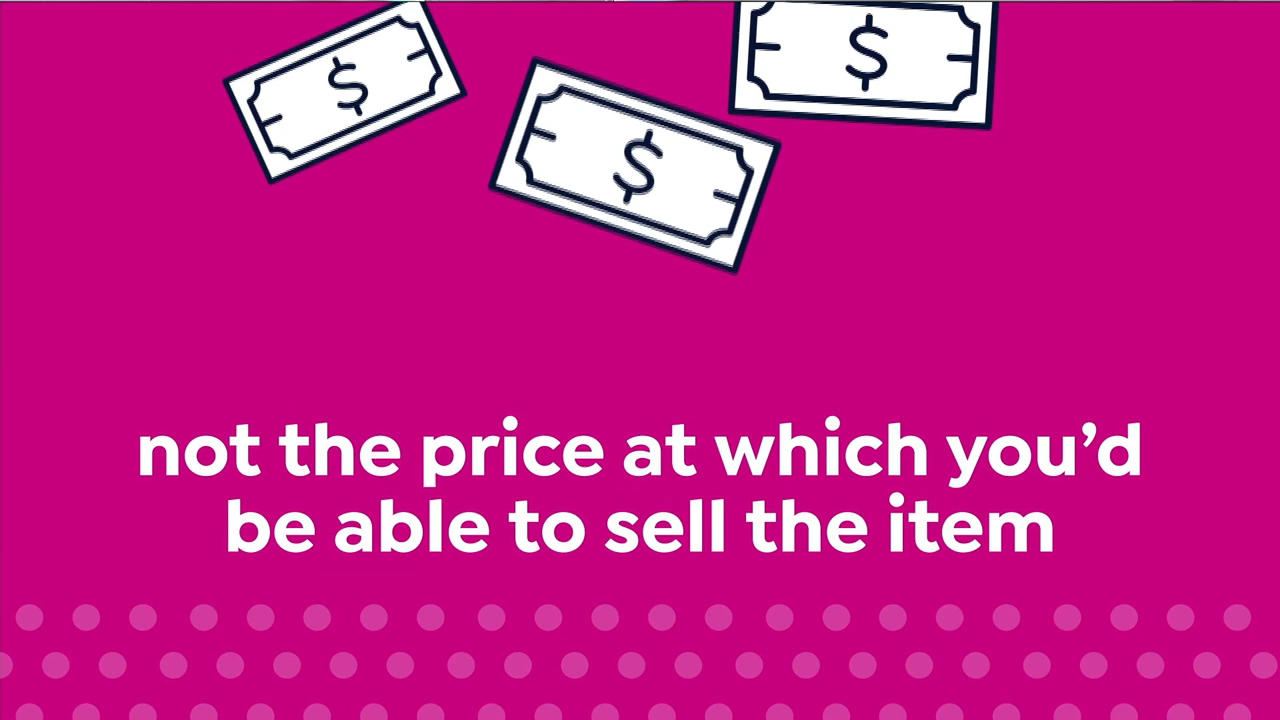 $
$
$
not the price at which you’d
be able to sell the item